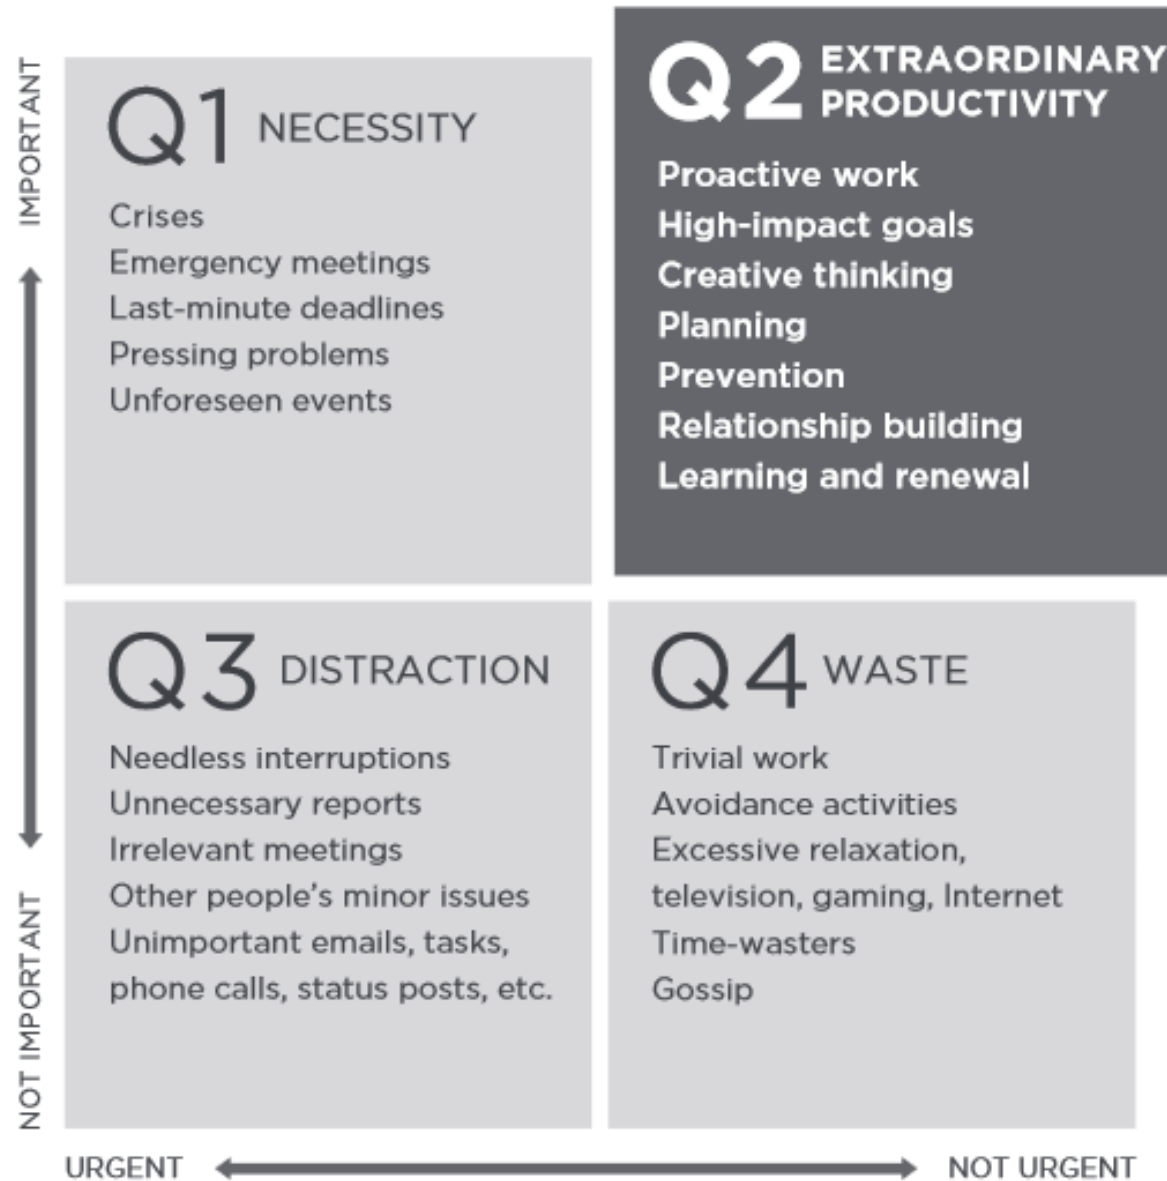 IMPORTANT
Q1 NECESSITY
Crises
Emergency meetings
Last-minute deadlines
Pressing problems
Unforeseen events
Q2 EXTRAORDINARY
PRODUCTIVITY
Proactive work
High-impact goals
Creative thinking
Planning
Prevention
Relationship building
Learning and renewal
NOT IMPORTANT
Q3 DISTRACTION
Needless interruptions
Unnecessary reports
Irrelevant meetings
Other people’s minor issues
Unimportant emails, tasks,
phone calls, status posts, etc.
Q4 WASTE
Trivial work
Avoidance activities
Excessive relaxation,
television, gaming, Internet
Time-wasters
Gossip
URGENT
NOT URGENT